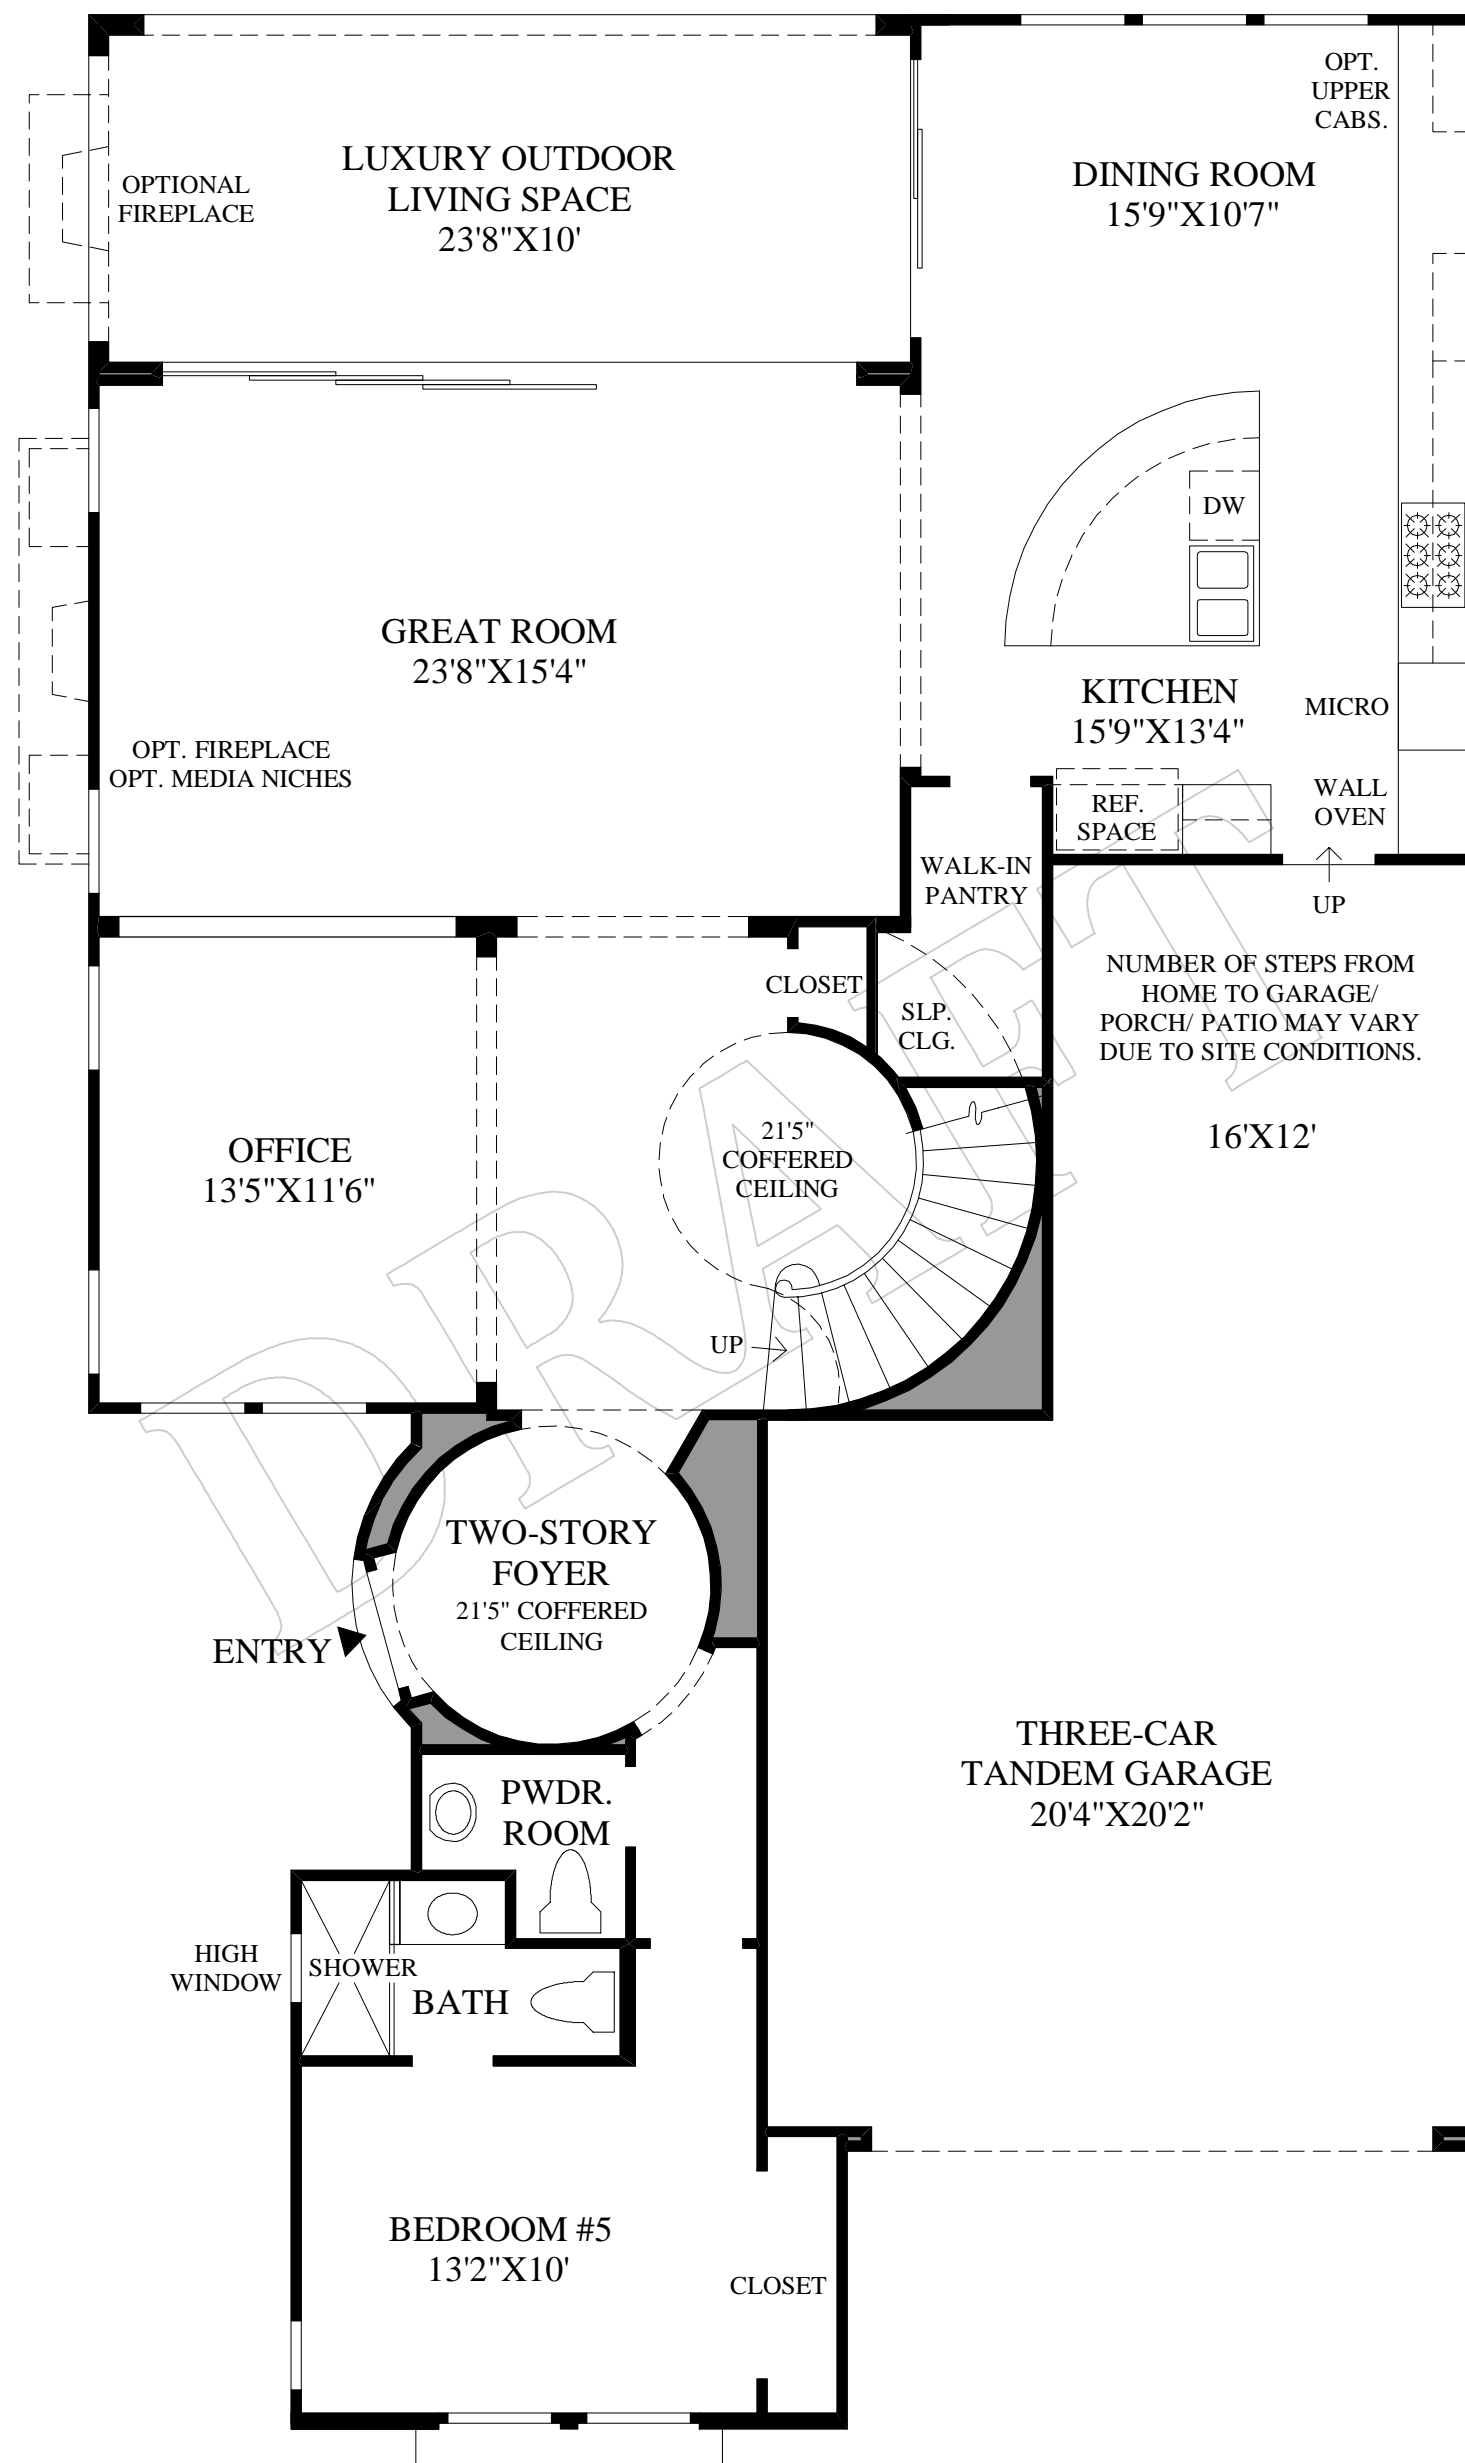 OPT.
UPPER
CABS.
LUXURY OUTDOOR
LIVING SPACE
23'8"X10'
OPTIONAL
FIREPLACE
DINING ROOM
15'9"X10'7"
DW
GREAT ROOM
23'8"X15'4"
KITCHEN
15'9"X13'4"
MICRO
OPT. FIREPLACE
OPT. MEDIA NICHES
REF.
SPACE
WALL
OVEN
WALK-IN
PANTRY
UP
CLOSET
SLP.
CLG.
NUMBER OF STEPS FROM
HOME TO GARAGE/
PORCH/ PATIO MAY VARY
DUE TO SITE CONDITIONS.
OFFICE
13'5"X11'6"
21'5"
COFFERED
CEILING
16'X12'
UP
DRAFT
TWO-STORY
FOYER
21'5" COFFERED
CEILING
ENTRY
THREE-CAR
TANDEM GARAGE
20'4"X20'2"
PWDR.
ROOM
HIGH
WINDOW
SHOWER
BATH
BEDROOM #5
13'2"X10'
CLOSET